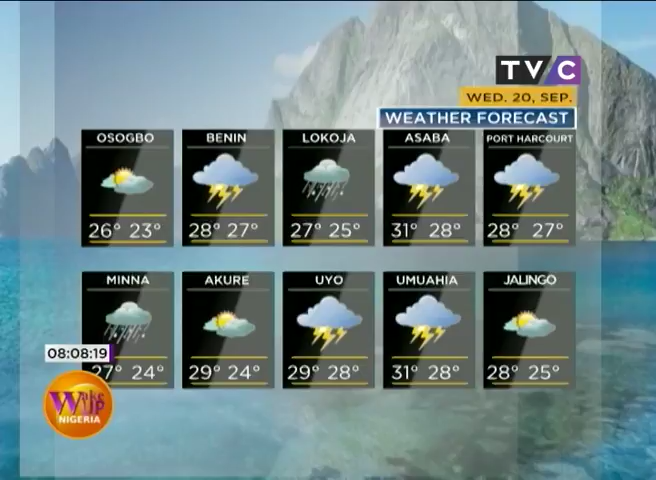 TVC
WED. 20, SEP.
WEATHER FORECAST
OSOGBO BENIN LOKOJA ASABA PORT HARCOURT
26° 23° 28° 27° 27° 25° 31° 28° 28° 27°
MINNA AKURE UYO UMUAHIA JALINGO
08:08:19
27° 24° 29° 24° 29° 28° 31° 28° 28° 25°
Wake
UP
NIGERIA